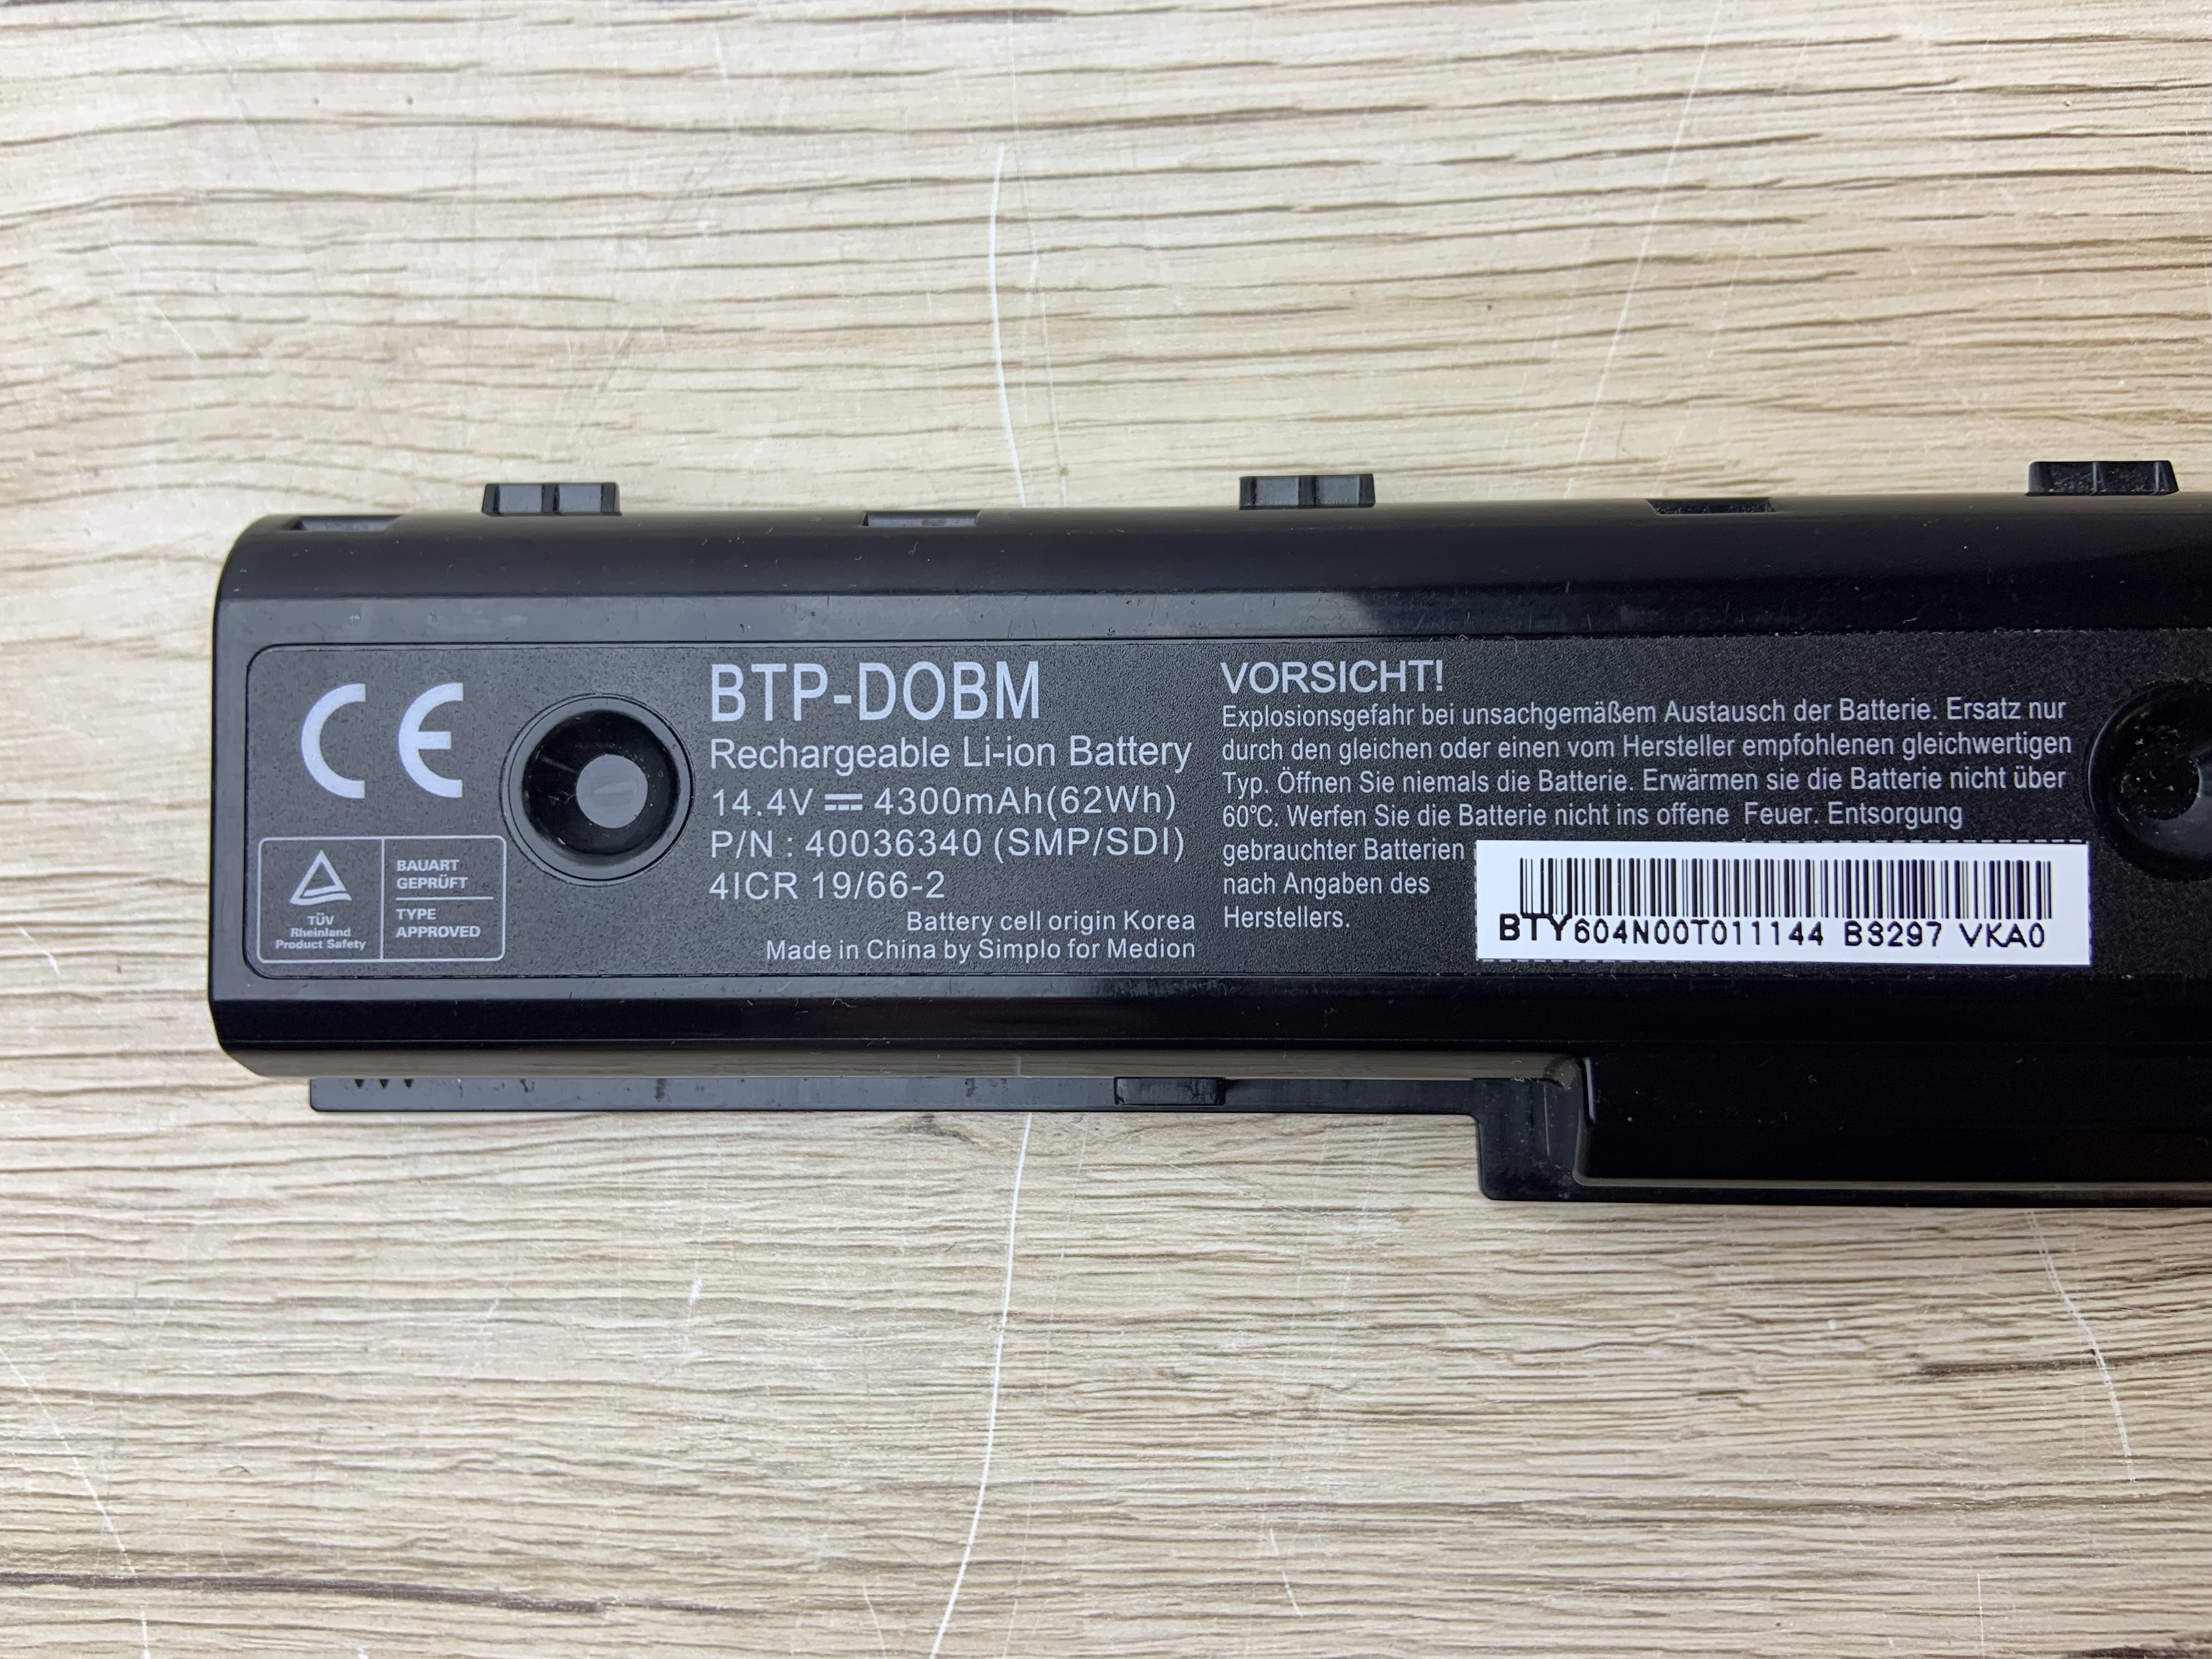 CE
TÜV
Rheinland
Product Safety
BAUART
GEPRÜFT
TYPE
APPROVED
BTP-DOBM
Rechargeable Li-ion Battery
14.4V ⎓ 4300mAh(62Wh)
P/N : 40036340 (SMP/SDI)
4ICR 19/66-2
Battery cell origin Korea
Made in China by Simplo for Medion
VORSICHT!
Explosionsgefahr bei unsachgemäßem Austausch der Batterie. Ersatz nur
durch den gleichen oder einen vom Hersteller empfohlenen gleichwertigen
Typ. Öffnen Sie niemals die Batterie. Erwärmen sie die Batterie nicht über
60℃. Werfen Sie die Batterie nicht ins offene Feuer. Entsorgung
gebrauchter Batterien
nach Angaben des
Herstellers.
BTY604N00T011144 B3297 VKA0